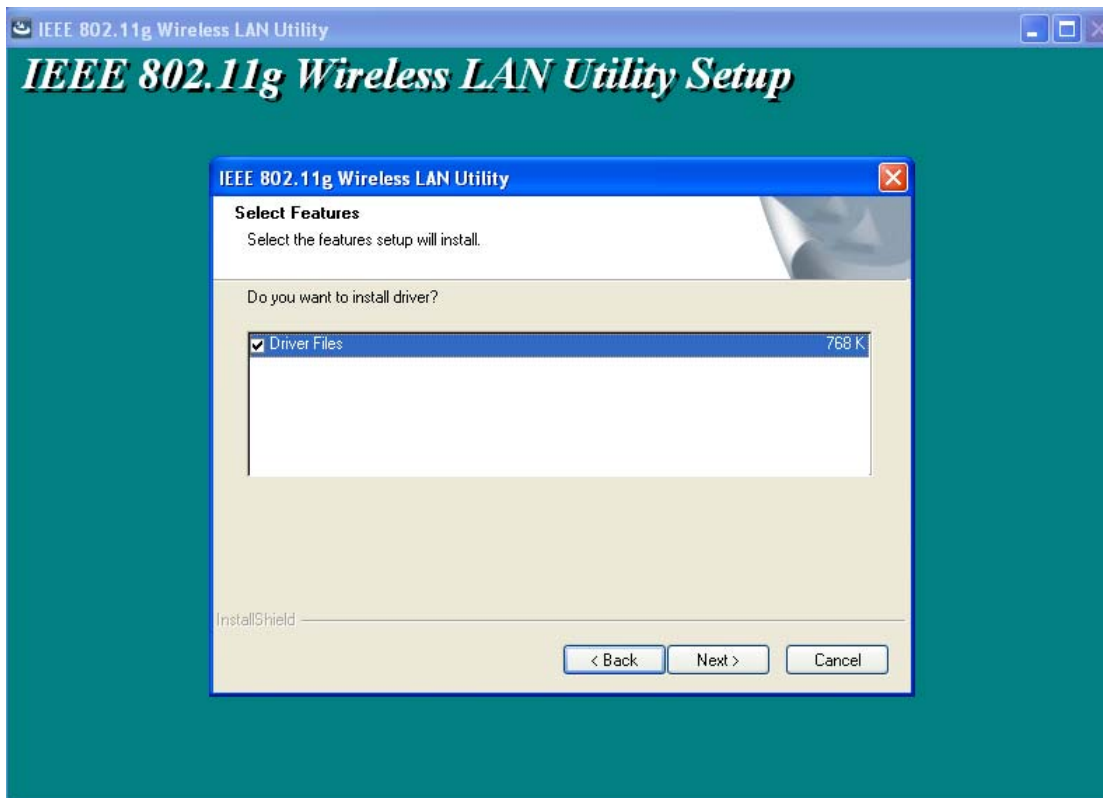 IEEE 802.11g Wireless LAN Utility
IEEE 802.11g Wireless LAN Utility Setup
IEEE 802.11g Wireless LAN Utility
Select Features
Select the features setup will install.
Do you want to install driver?
Driver Files 768 K
InstallShield
< Back Next > Cancel